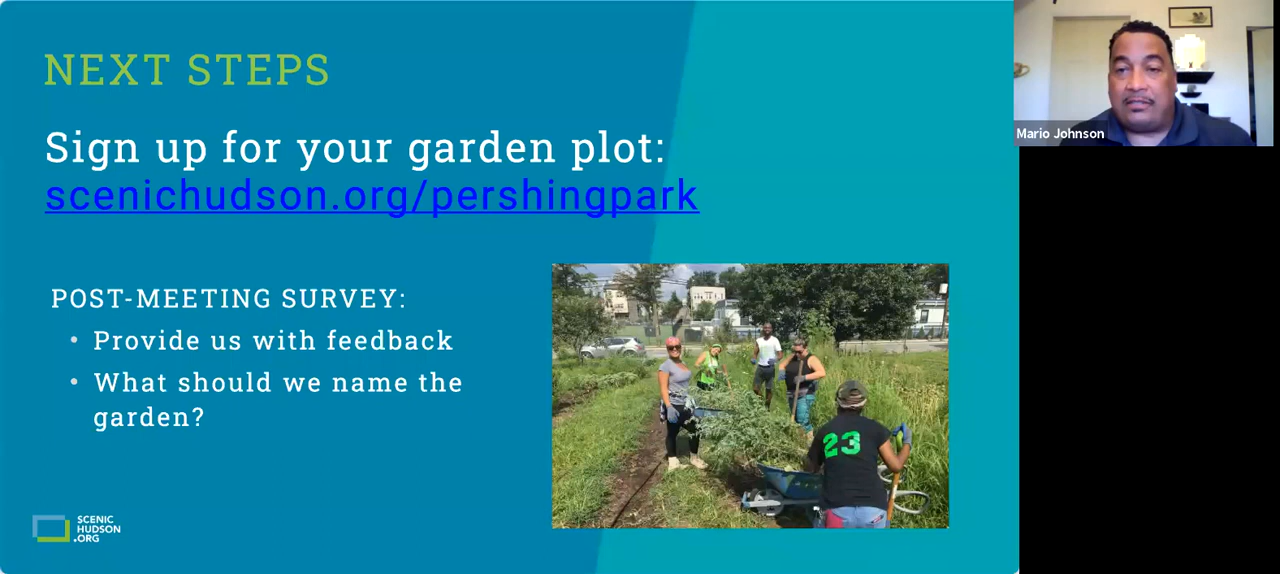 NEXT STEPS
Sign up for your garden plot:
scenichudson.org/pershingpark
POST-MEETING SURVEY:
• Provide us with feedback
• What should we name the
garden?
23
SCENIC
HUDSON
.ORG
Mario Johnson